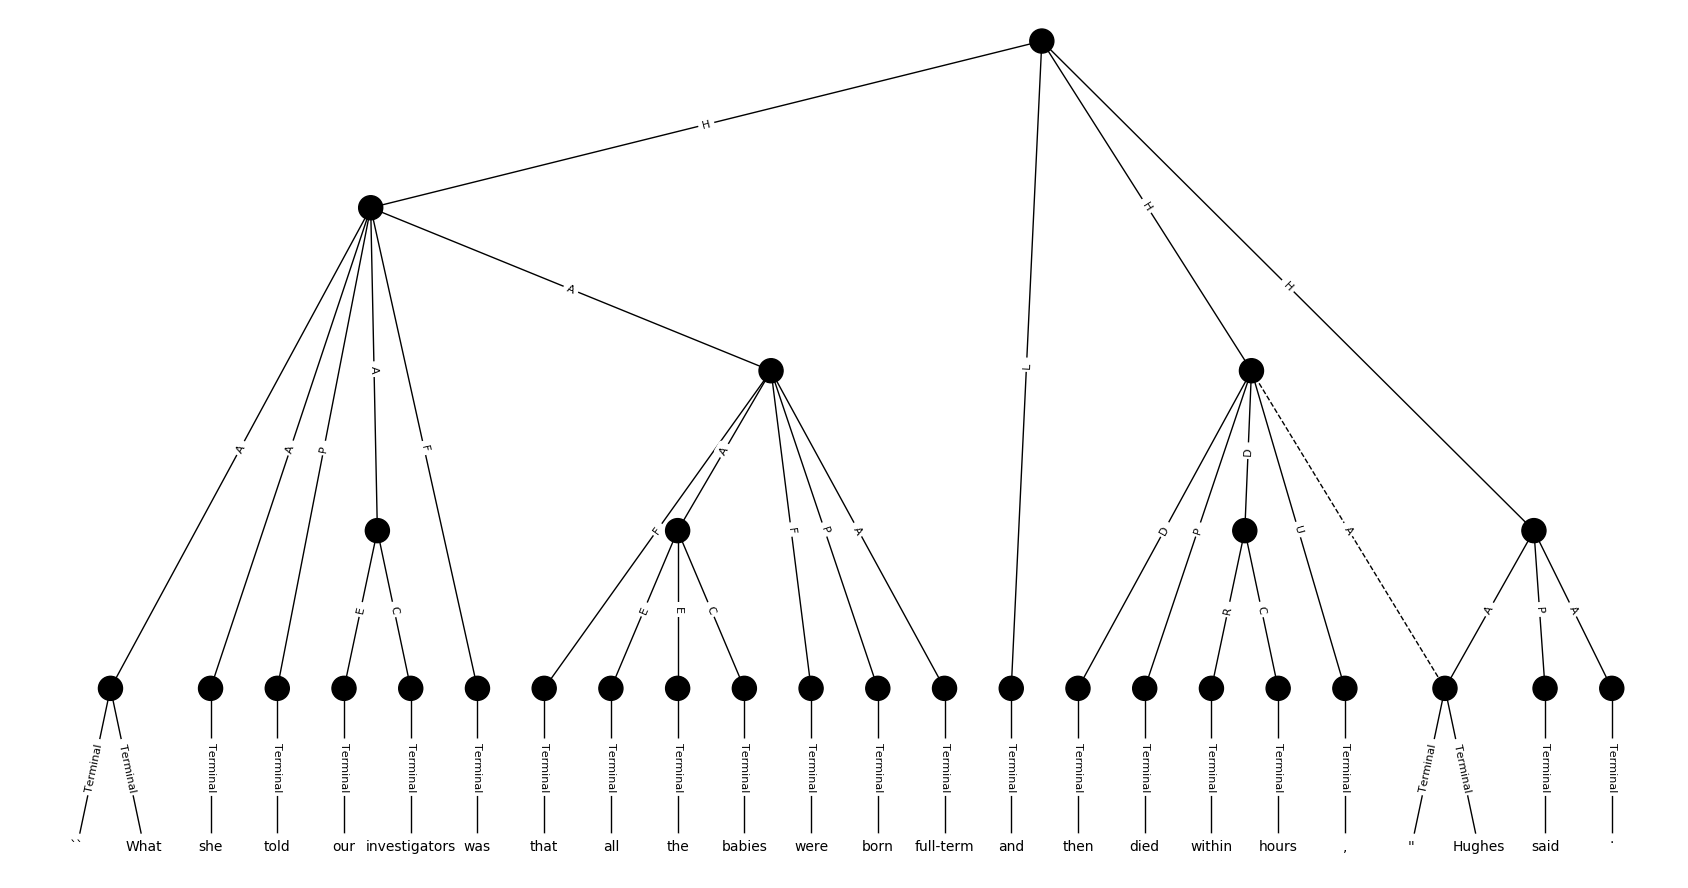 H
H
H
A
A
L
A
A
P
F
A
D
F
A
F
P
A
D
P
U
A
E
C
E
E
C
R
C
A
P
A
Terminal Terminal Terminal Terminal Terminal Terminal Terminal Terminal Terminal Terminal Terminal Terminal Terminal Terminal Terminal Terminal Terminal Terminal Terminal Terminal Terminal Terminal Terminal Terminal
`` What she told our investigators was that all the babies were born full-term and then died within hours , " Hughes said .